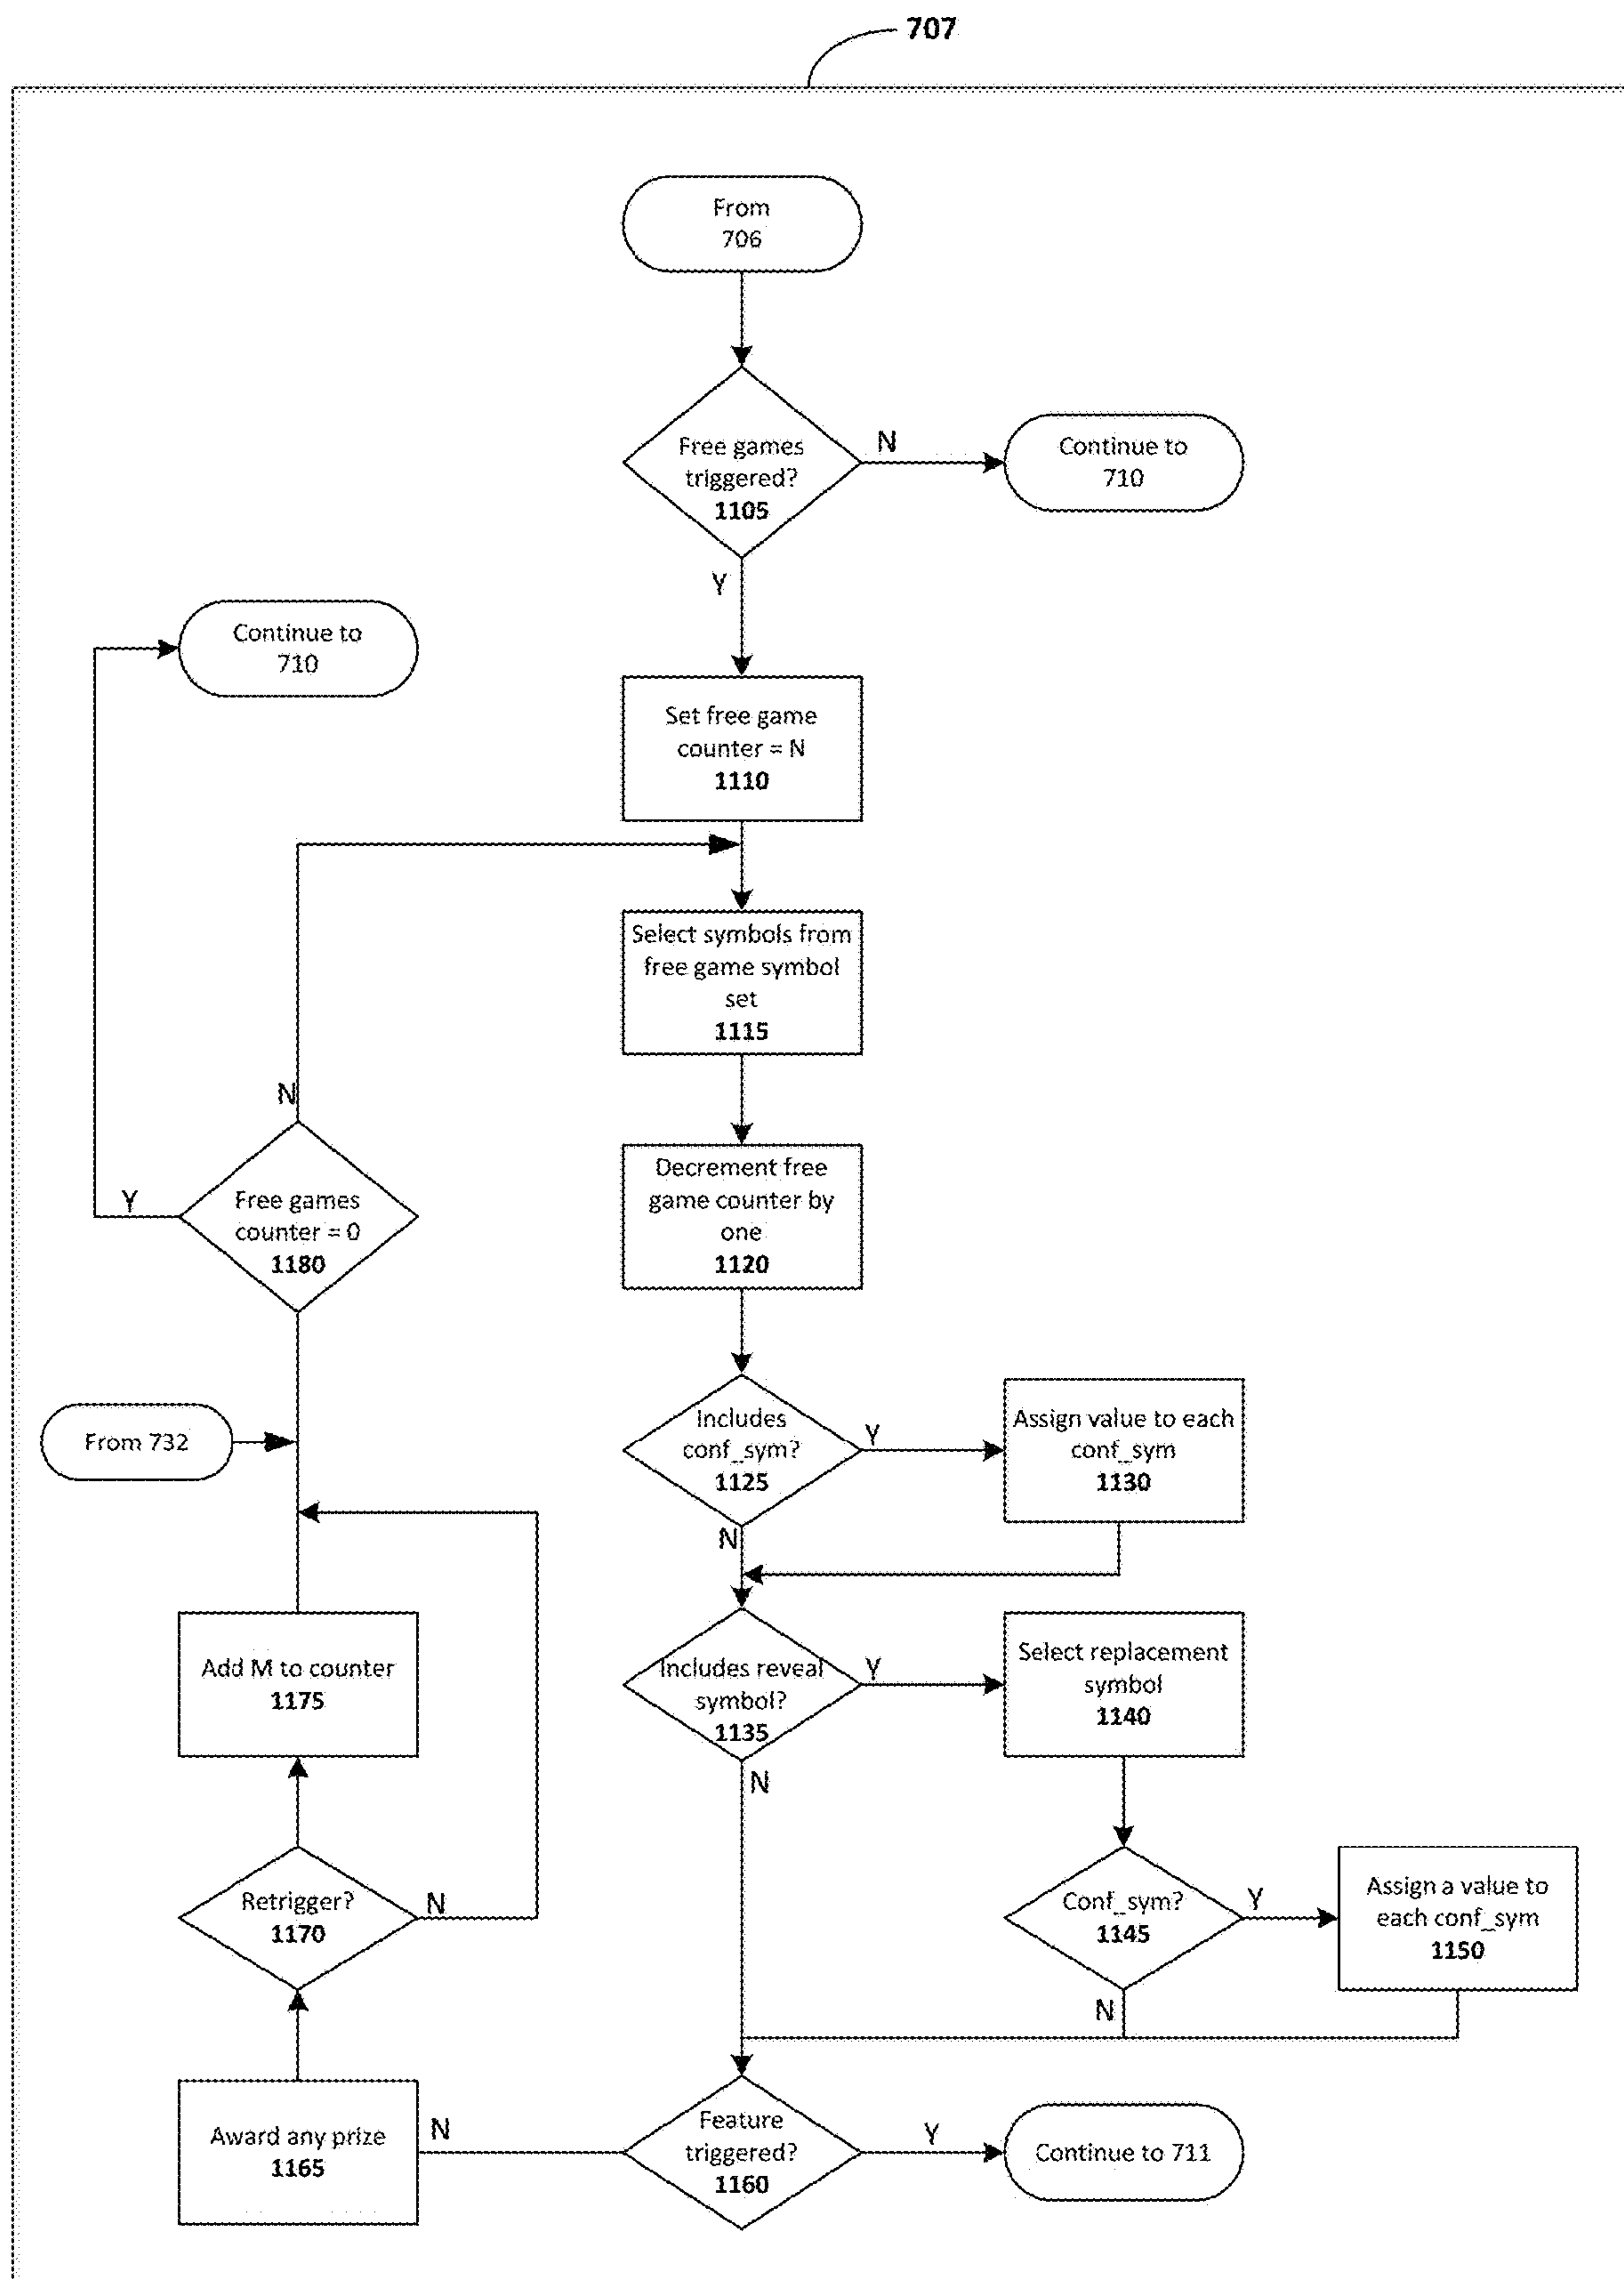 707
From
706
Free games
triggered?
1105
N
Continue to
710
Y
Continue to
710
Set free game
counter = N
1110
Select symbols from
free game symbol
set
1115
N
Decrement free
game counter by
one
1120
Y
Free games
counter = 0
1180
Includes
conf_sym?
1125
Y
Assign value to each
conf_sym
1130
From 732
N
Includes reveal
symbol?
1135
Y
Select replacement
symbol
1140
Add M to counter
1175
N
Retrigger?
1170
N
Conf_sym?
1145
Y
Assign a value to
each conf_sym
1150
N
Award any prize
1165
N
Feature
triggered?
1160
Y
Continue to 711